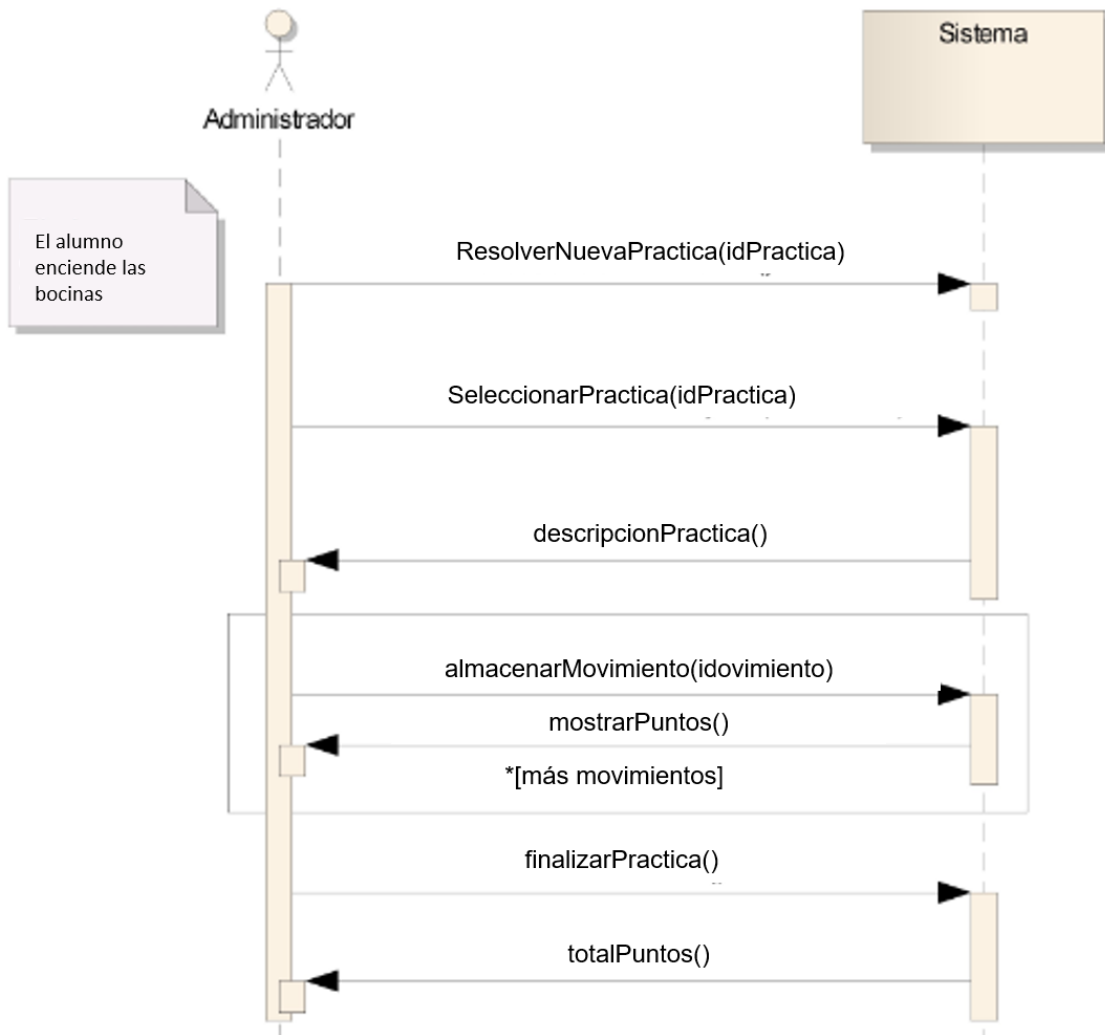 Administrador
Sistema
El alumno
enciende las
bocinas
ResolverNuevaPractica(idPractica)
SeleccionarPractica(idPractica)
descripcionPractica()
almacenarMovimiento(idovimiento)
mostrarPuntos()
*[más movimientos]
finalizarPractica()
totalPuntos()